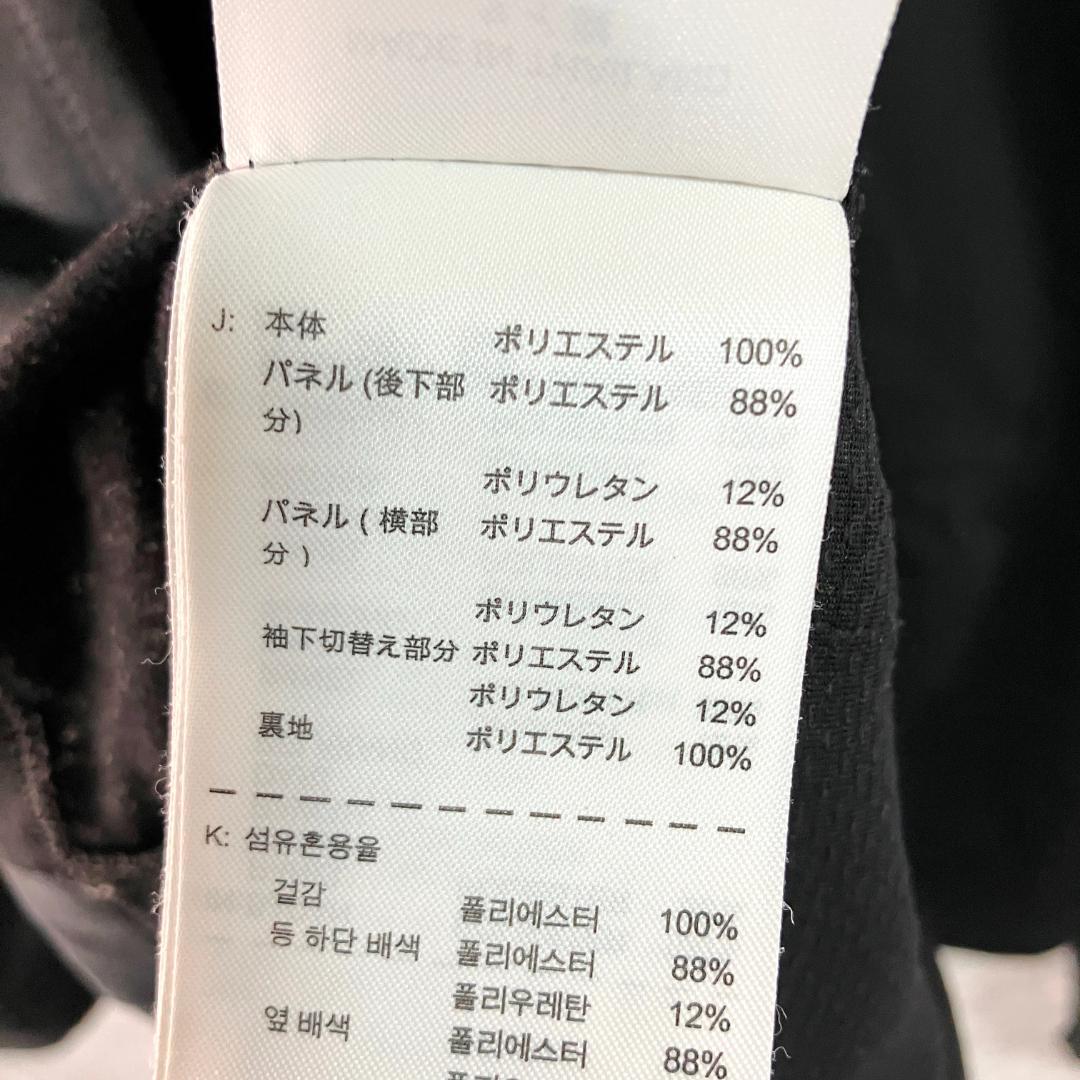 J: 本体 ポリエステル 100%
パネル (後下部 ポリエステル 88%
分)
ポリウレタン 12%
パネル ( 横部 ポリエステル 88%
分 )
ポリウレタン 12%
袖下切替え部分 ポリエステル 88%
ポリウレタン 12%
裏地 ポリエステル 100%
K: 섬유혼용율
겉감 폴리에스터 100%
등 하단 배색 폴리에스터 88%
폴리우레탄 12%
옆 배색 폴리에스터 88%